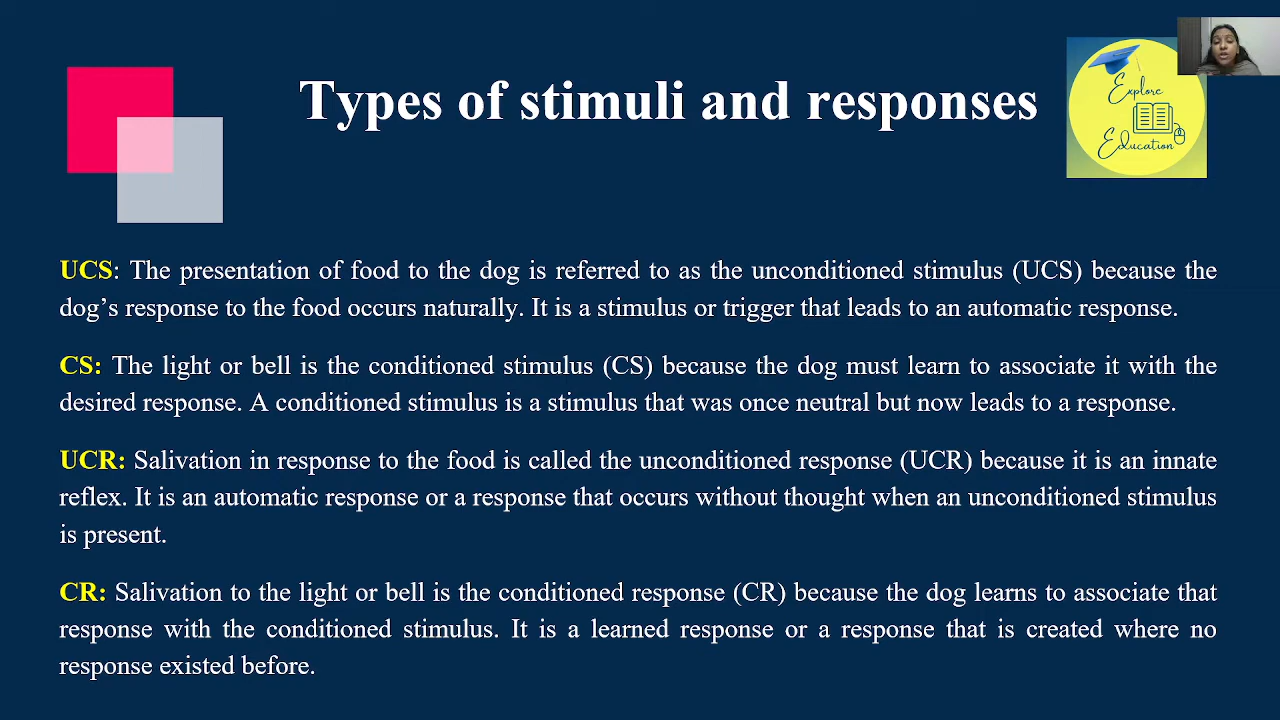 Types of stimuli and responses
Explore
Education
UCS: The presentation of food to the dog is referred to as the unconditioned stimulus (UCS) because the
dog’s response to the food occurs naturally. It is a stimulus or trigger that leads to an automatic response.
CS: The light or bell is the conditioned stimulus (CS) because the dog must learn to associate it with the
desired response. A conditioned stimulus is a stimulus that was once neutral but now leads to a response.
UCR: Salivation in response to the food is called the unconditioned response (UCR) because it is an innate
reflex. It is an automatic response or a response that occurs without thought when an unconditioned stimulus
is present.
CR: Salivation to the light or bell is the conditioned response (CR) because the dog learns to associate that
response with the conditioned stimulus. It is a learned response or a response that is created where no
response existed before.